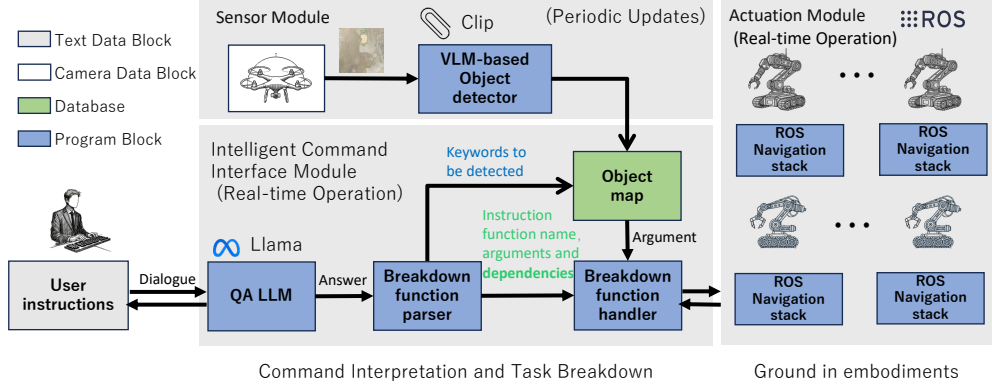 Text Data Block
Camera Data Block
Database
Program Block
Sensor Module
Clip
(Periodic Updates)
VLM-based
Object
detector
Intelligent Command
Interface Module
(Real-time Operation)
Keywords to
be detected
Object
map
Instruction
function name,
arguments and
dependencies
Argument
Llama
User
instructions
Dialogue
QA LLM
Answer
Breakdown
function
parser
Breakdown
function
handler
Actuation Module
(Real-time Operation)
ROS
ROS
Navigation
stack
ROS
Navigation
stack
ROS
Navigation
stack
ROS
Navigation
stack
Command Interpretation and Task Breakdown
Ground in embodiments